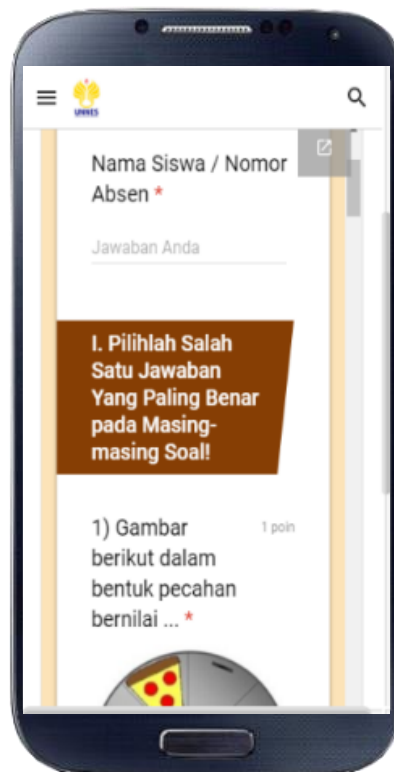 UNNES
Nama Siswa / Nomor
Absen *
Jawaban Anda
I. Pilihlah Salah
Satu Jawaban
Yang Paling Benar
pada Masing-
masing Soal!
1) Gambar
1 poin
berikut dalam
bentuk pecahan
bernilai ... *